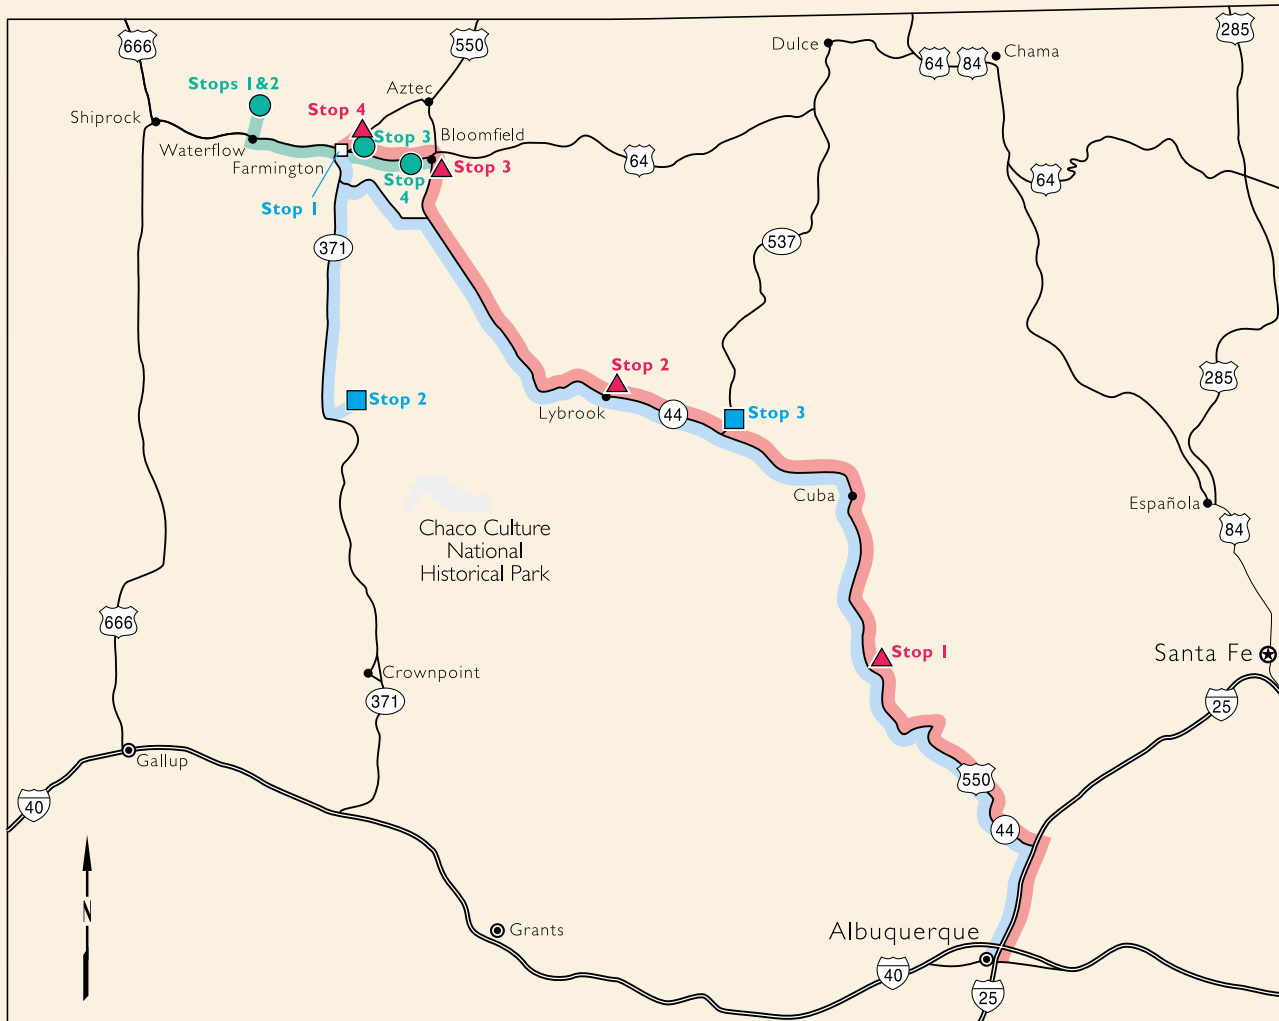 666
550
285
Dulce
64
84
Chama
Stops 1&2
Aztec
Shiprock
Stop 4
Stop 3
Bloomfield
Waterflow
Farmington
64
Stop
4
Stop 3
64
Stop 1
371
537
Stop 2
285
Stop 2
Lybrook
44
Stop 3
Cuba
Española
84
Chaco Culture
National
Historical Park
666
Stop 1
Santa Fe
Crownpoint
371
25
Gallup
550
40
44
N
Grants
Albuquerque
40
25